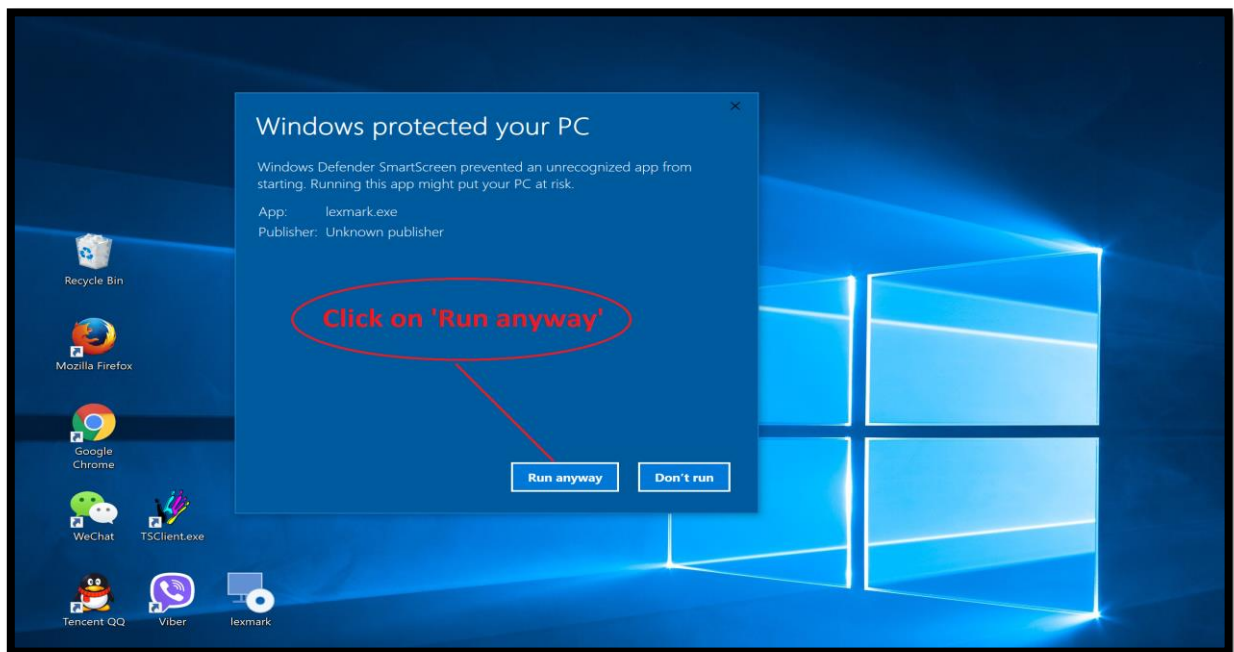 Windows protected your PC
Windows Defender SmartScreen prevented an unrecognized app from
starting. Running this app might put your PC at risk.
App: lexmark.exe
Publisher: Unknown publisher
Click on 'Run anyway'
Run anyway Don't run
Recycle Bin
Mozilla Firefox
Google
Chrome
WeChat TSClient.exe
Tencent QQ Viber lexmark